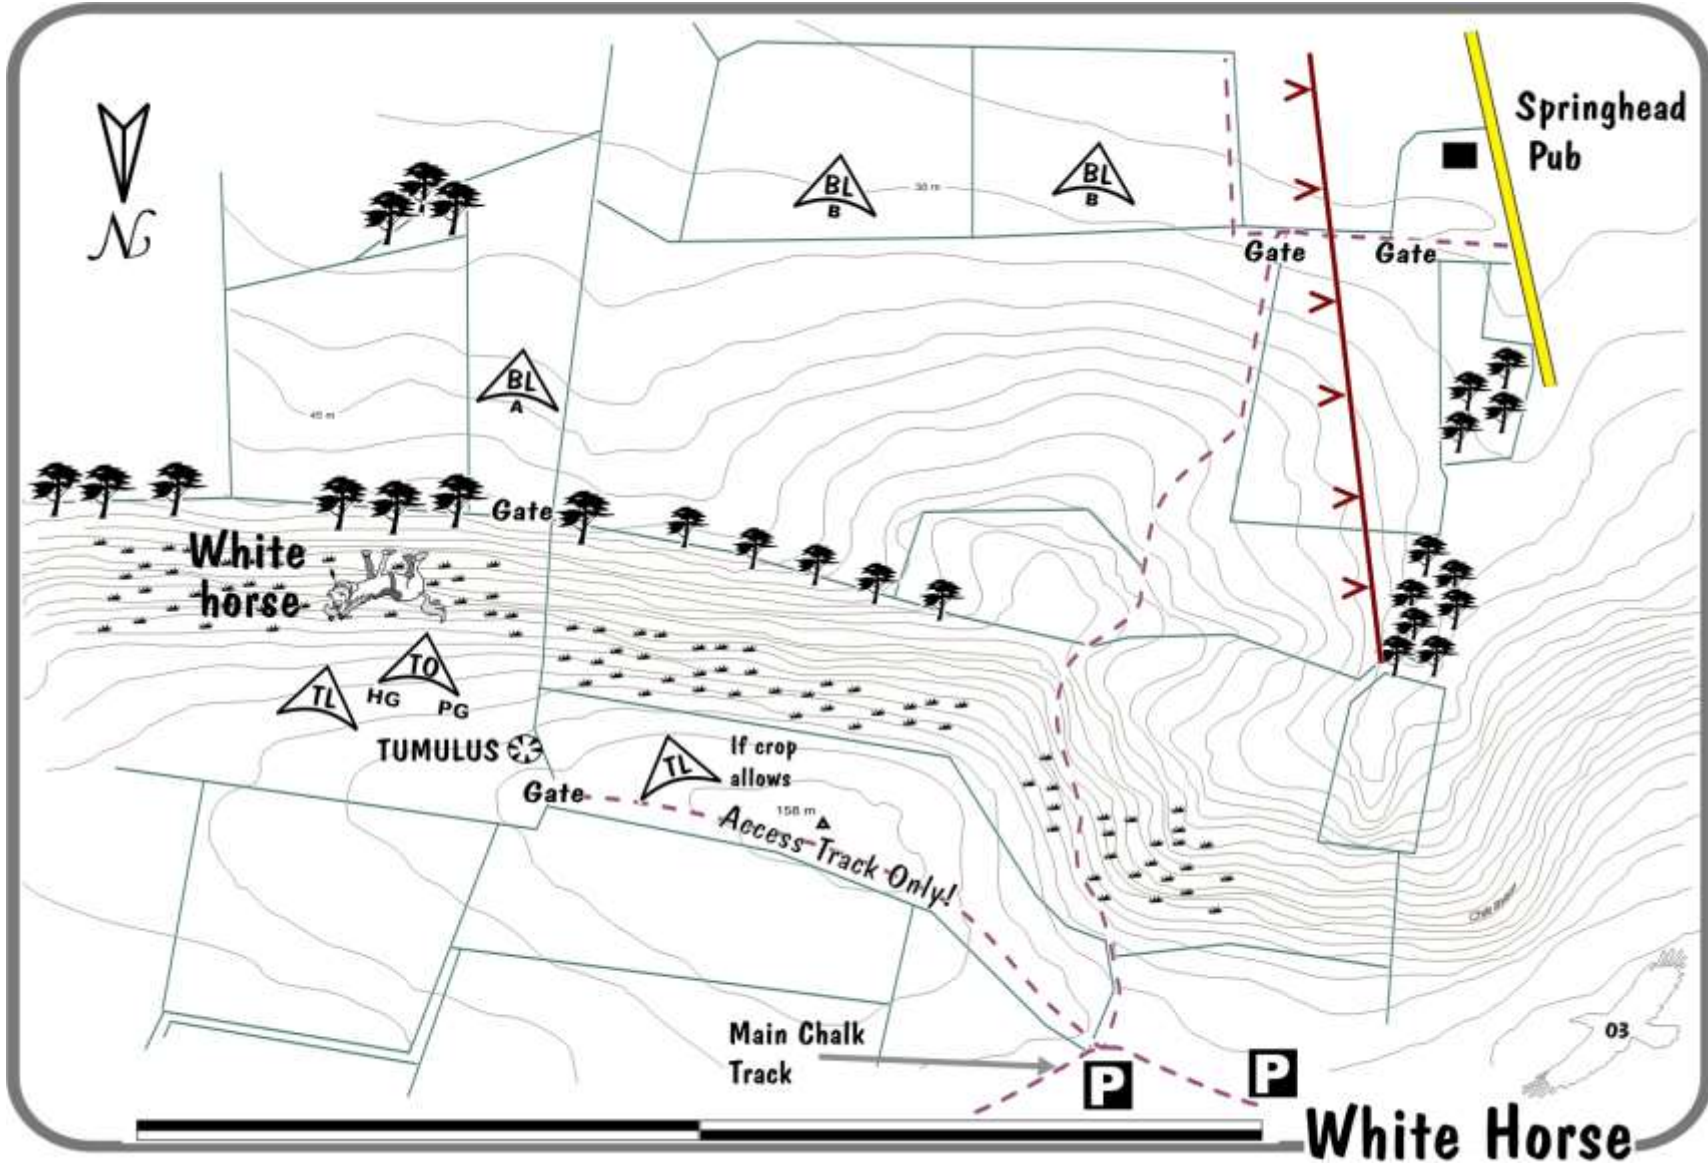 Springhead
Pub
N
BL
B
BL
B
38 m
Gate
Gate
BL
A
45 m
Gate
White
horse
TO
HG
PG
TL
TUMULUS
TL
If crop
allows
Gate
158 m
Access Track Only!
03
Main Chalk
Track
P
P
White Horse